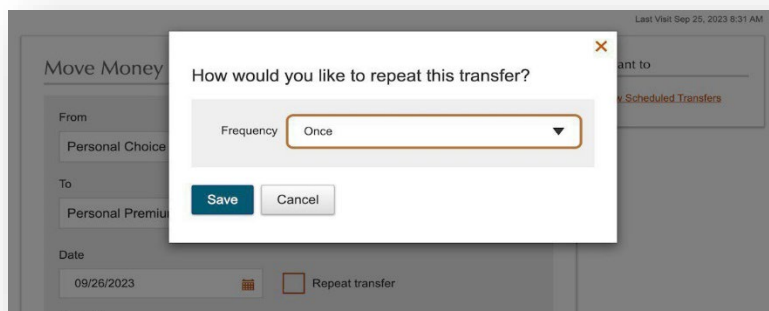 Last Visit Sep 25, 2023 8:31 AM
Move Money
ant to
How would you like to repeat this transfer?
Scheduled Transfers
From
Frequency Once
Personal Choice
To
Save Cancel
Personal Premiu
Date
09/26/2023 Repeat transfer